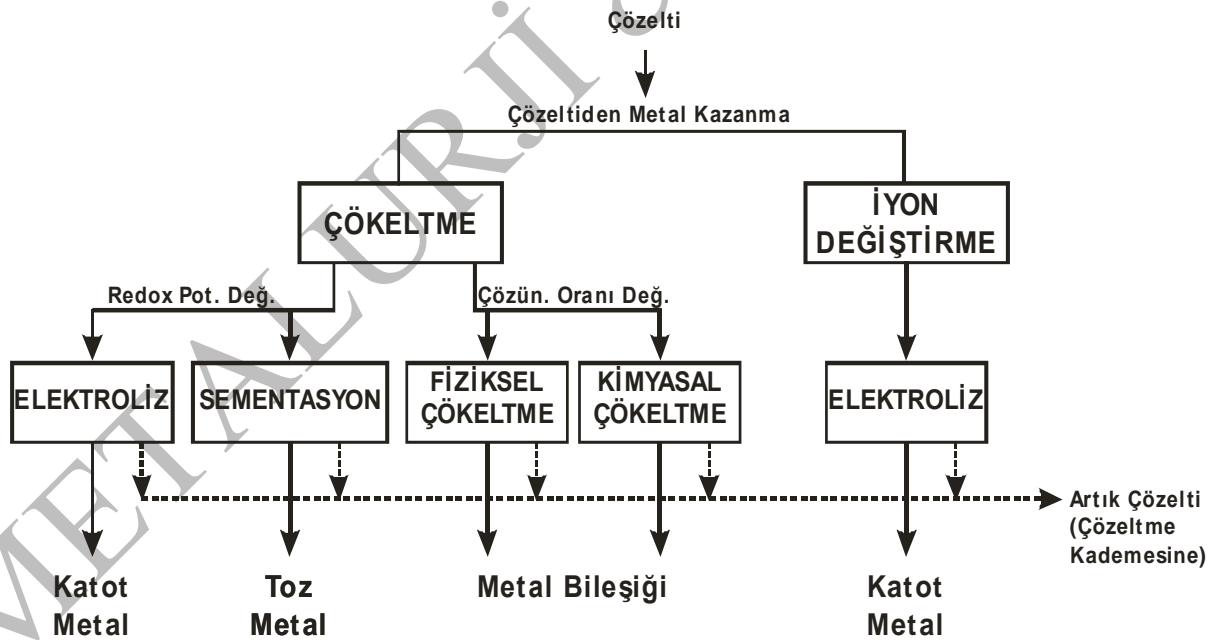 Çözelti
Çözeltiden Metal Kazanma
ÇÖKELTME
İYON
DEĞİŞTİRME
Redox Pot. Değ.
Çözün. Oranı Değ.
ELEKTROLİZ
SEMENTASYON
FİZİKSEL
ÇÖKELTME
KİMYASAL
ÇÖKELTME
ELEKTROLİZ
Artık Çözelti
(Çözeltme
Kademesine)
Katot
Metal
Toz
Metal
Metal Bileşiği
Katot
Metal
METALURJİ